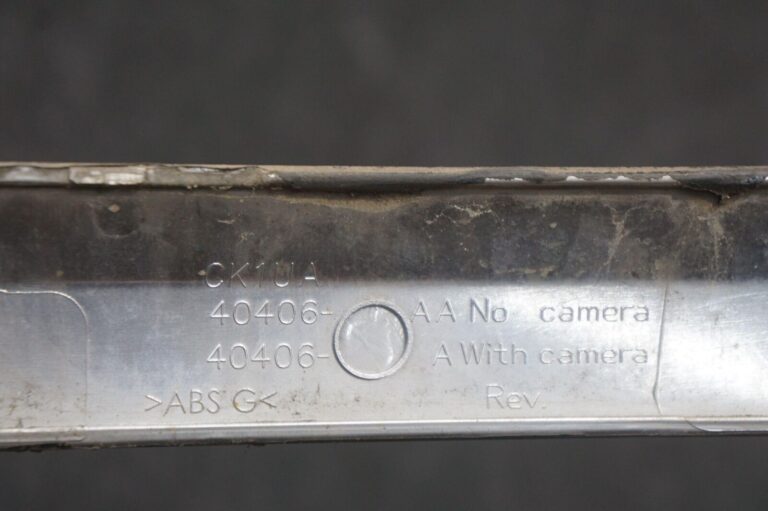 CK1UA
40406- AA No camera
40406- A With camera
>ABS G< Rev.